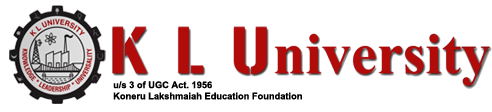 K L UNIVERSITY
KNOWLEDGE · LEADERSHIP · UNIVERSALITY
K L University
u/s 3 of UGC Act. 1956
Koneru Lakshmaiah Education Foundation